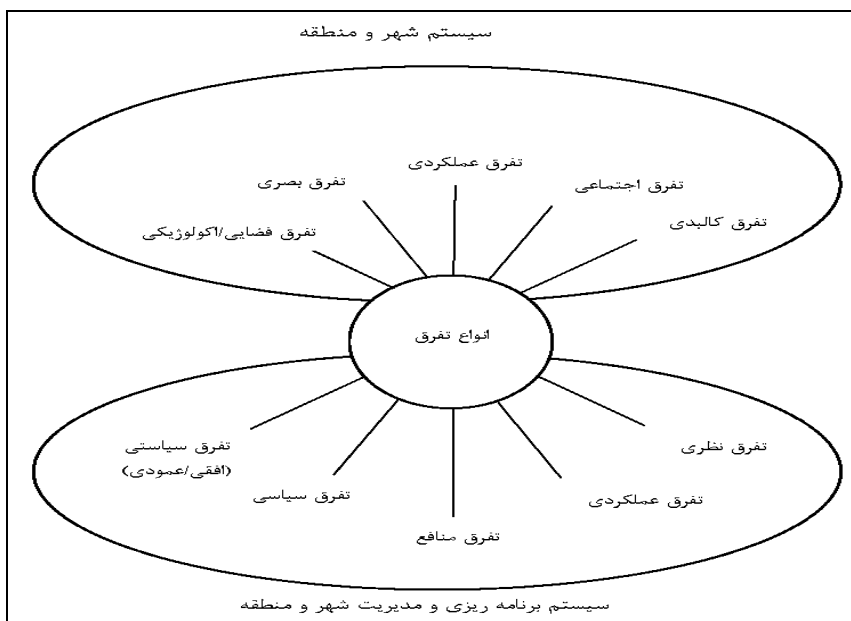 سیستم شهر و منطقه
تفرق عملکردی
تفرق اجتماعی
تفرق بصری
تفرق کالبدی
تفرق فضایی/اکولوژیکی
انواع تفرق
تفرق نظری
تفرق سیاستی
(افقی/عمودی)
تفرق عملکردی
تفرق سیاسی
تفرق منافع
سیستم برنامه ریزی و مدیریت شهر و منطقه